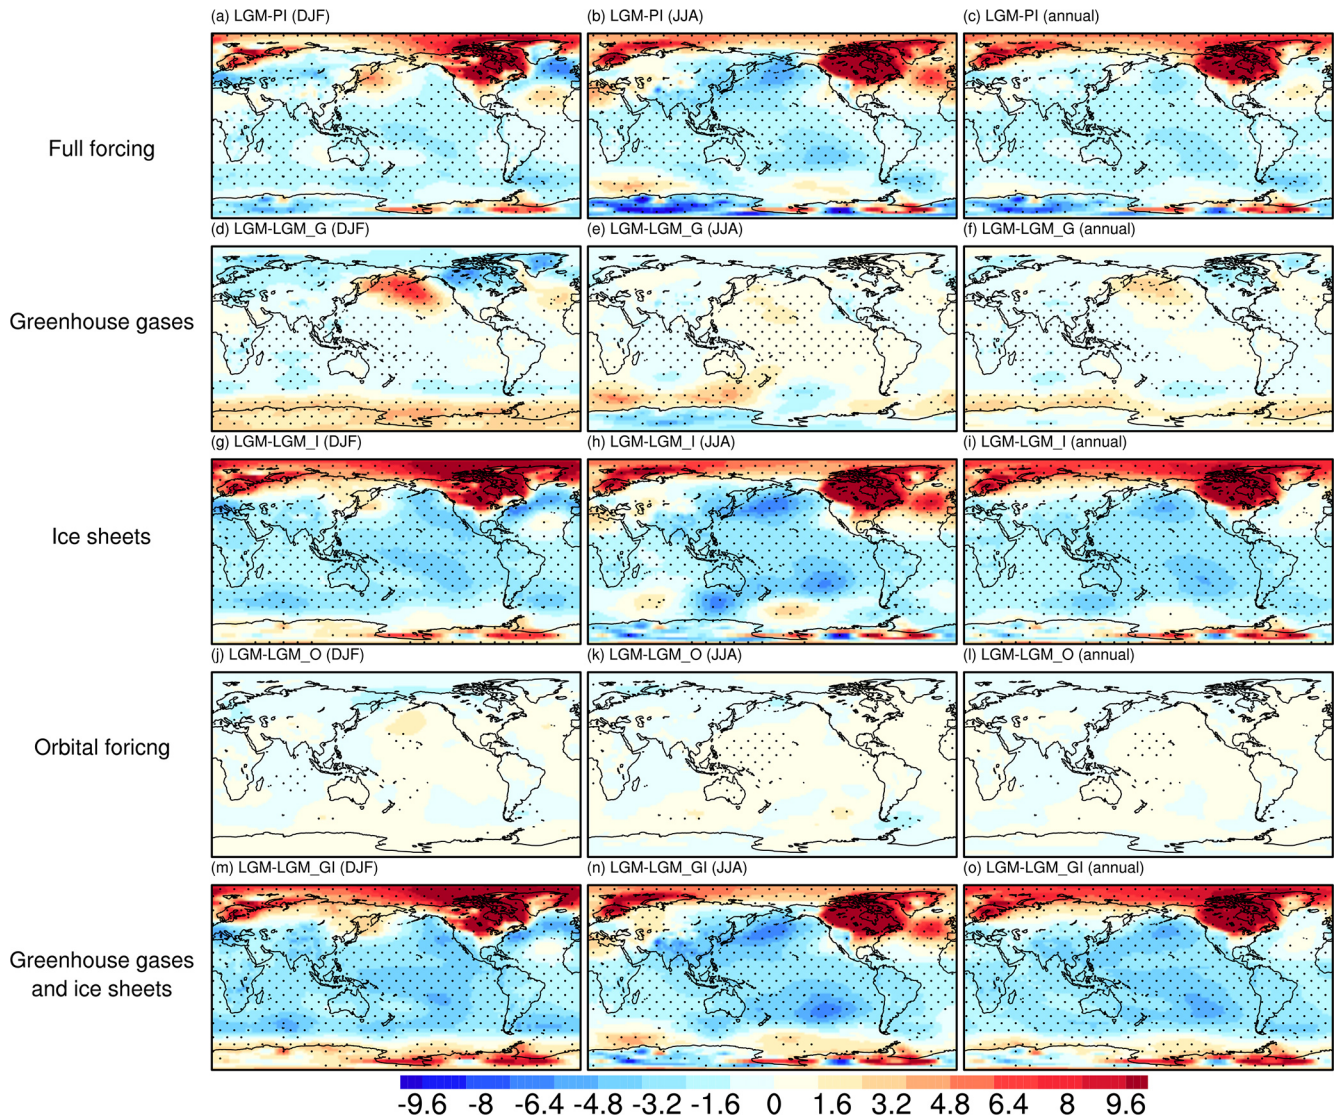 (a) LGM-PI (DJF)
(b) LGM-PI (JJA)
(c) LGM-PI (annual)
Full forcing
(d) LGM-LGM_G (DJF)
(e) LGM-LGM_G (JJA)
(f) LGM-LGM_G (annual)
Greenhouse gases
(g) LGM-LGM_I (DJF)
(h) LGM-LGM_I (JJA)
(i) LGM-LGM_I (annual)
Ice sheets
(j) LGM-LGM_O (DJF)
(k) LGM-LGM_O (JJA)
(l) LGM-LGM_O (annual)
Orbital foricng
(m) LGM-LGM_GI (DJF)
(n) LGM-LGM_GI (JJA)
(o) LGM-LGM_GI (annual)
Greenhouse gases
and ice sheets
-9.6 -8 -6.4 -4.8 -3.2 -1.6 0 1.6 3.2 4.8 6.4 8 9.6